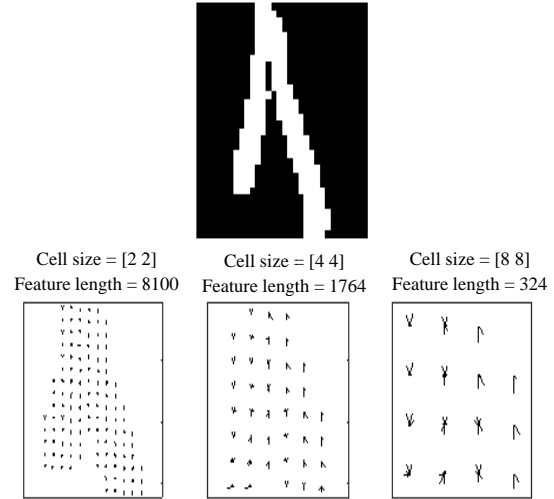 Cell size = [2 2]
Feature length = 8100
Cell size = [4 4]
Feature length = 1764
Cell size = [8 8]
Feature length = 324